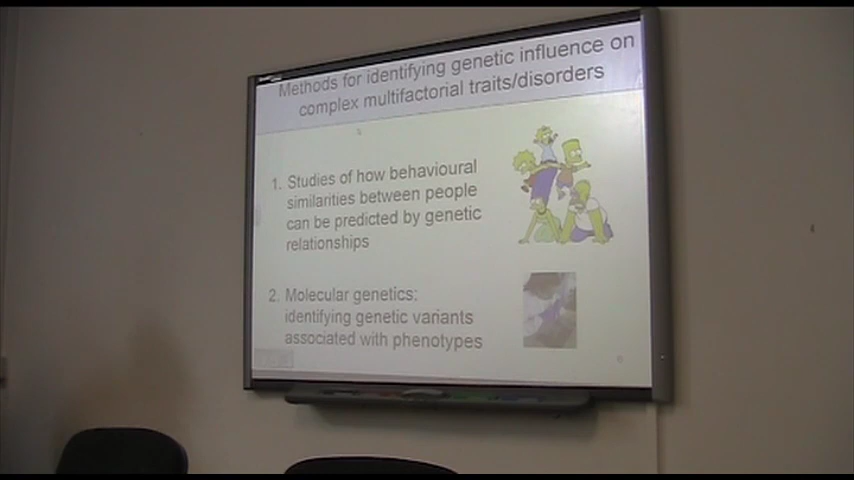 Methods for identifying genetic influence on
complex multifactorial traits/disorders
1. Studies of how behavioural
similarities between people
can be predicted by genetic
relationships
2. Molecular genetics:
identifying genetic variants
associated with phenotypes